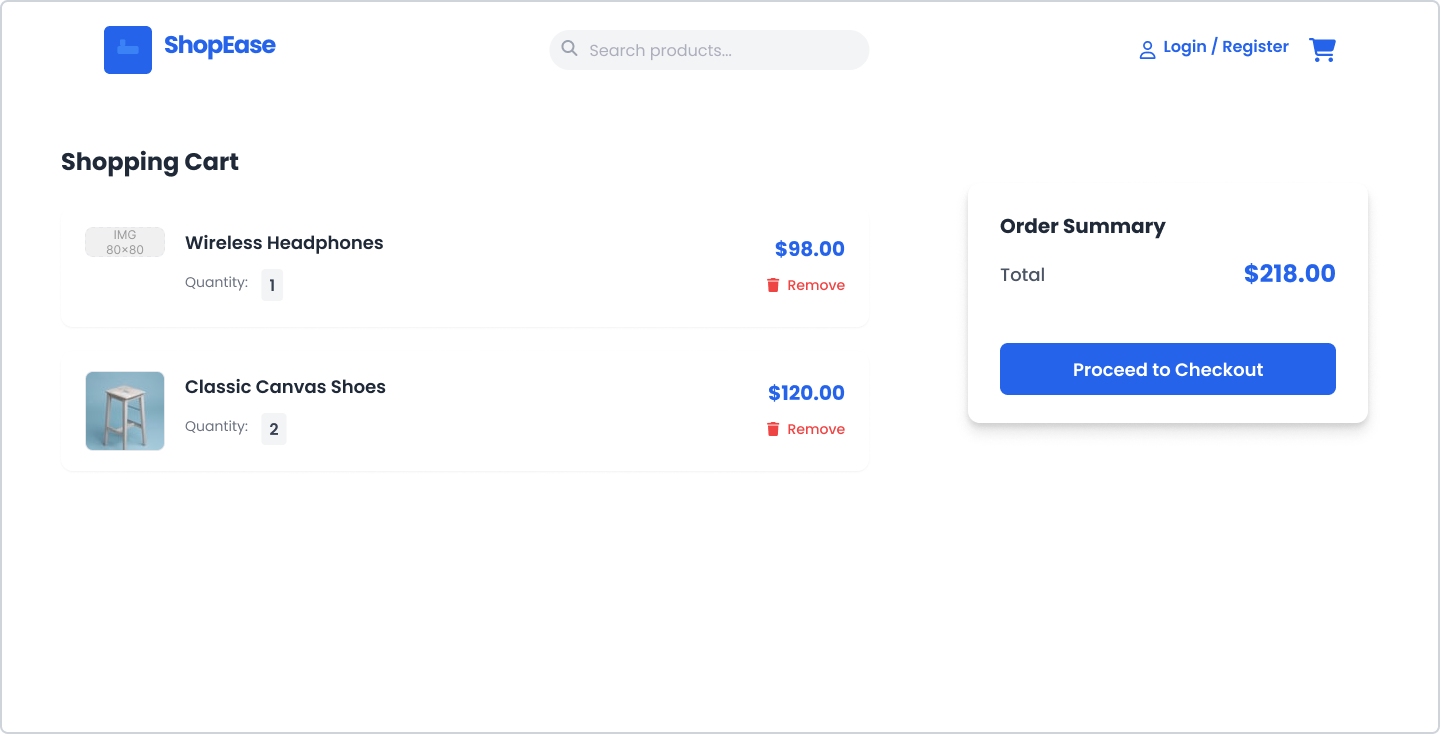 ShopEase
Search products...
Login / Register
Shopping Cart
IMG
80×80
Wireless Headphones
Quantity: 1
$98.00
Remove
Classic Canvas Shoes
Quantity: 2
$120.00
Remove
Order Summary
Total $218.00
Proceed to Checkout